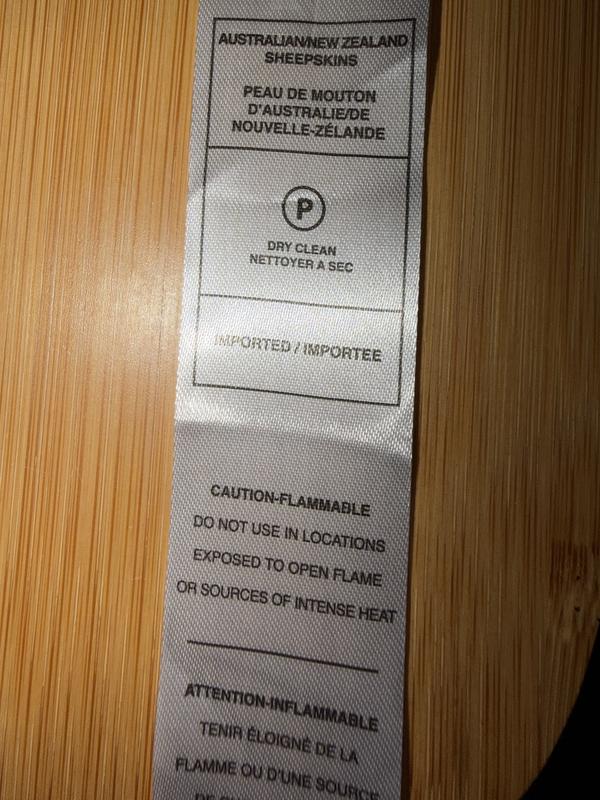 AUSTRALIAN/NEW ZEALAND
SHEEPSKINS
PEAU DE MOUTON
D'AUSTRALIE/DE
NOUVELLE-ZÉLANDE
P
DRY CLEAN
NETTOYER A SEC
IMPORTED / IMPORTEE
CAUTION-FLAMMABLE
DO NOT USE IN LOCATIONS
EXPOSED TO OPEN FLAME
OR SOURCES OF INTENSE HEAT
ATTENTION-INFLAMMABLE
TENIR ÉLOIGNÉ DE LA
FLAMME OU D'UNE SOURCE
DE